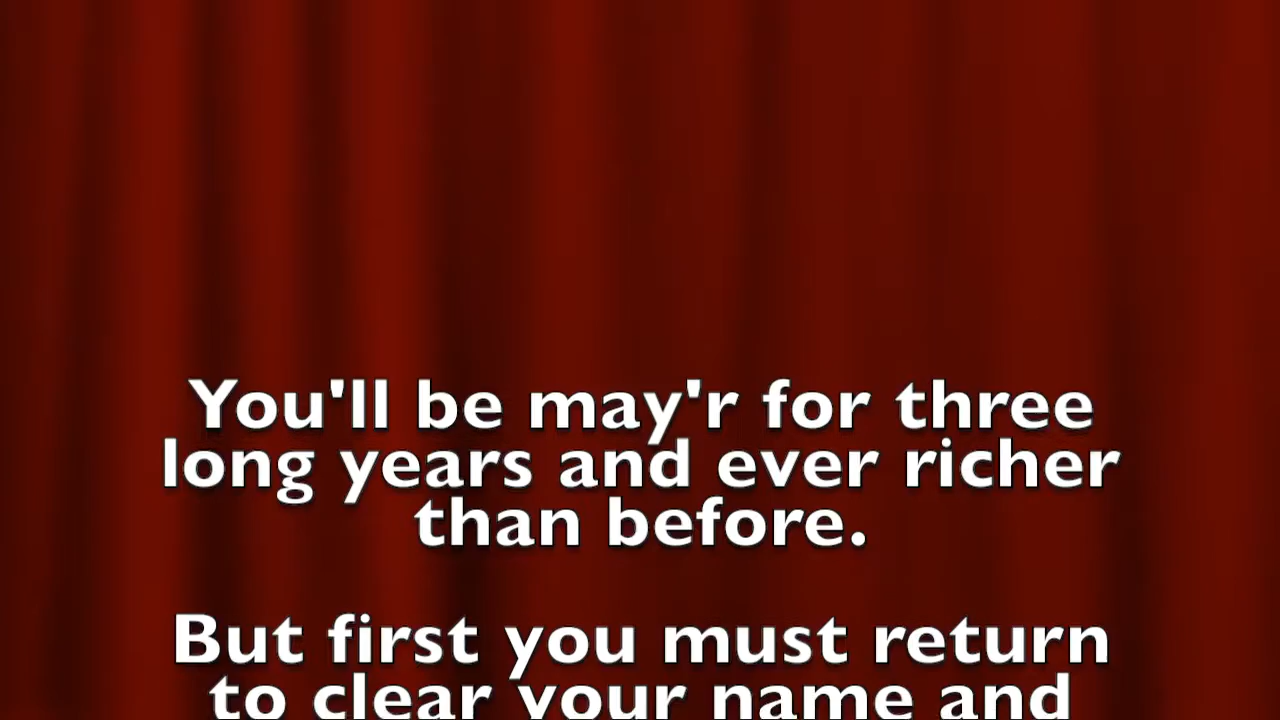 You'll be may'r for three
long years and ever richer
than before.
But first you must return
to clear your name and